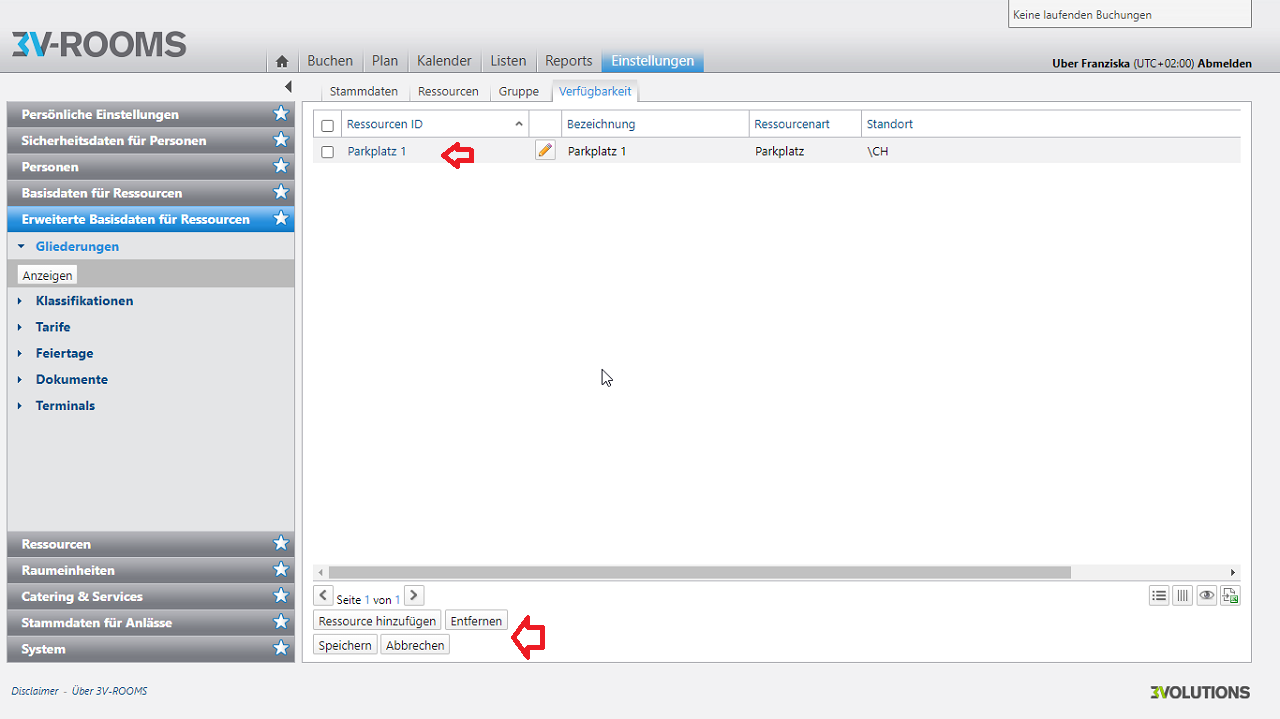 Keine laufenden Buchungen
3V-ROOMS
Buchen Plan Kalender Listen Reports Einstellungen
Uber Franziska (UTC+02:00) Abmelden
Stammdaten Ressourcen Gruppe Verfügbarkeit
Persönliche Einstellungen
Sicherheitsdaten für Personen
Personen
Basisdaten für Ressourcen
Erweiterte Basisdaten für Ressourcen
Gliederungen
Anzeigen
Klassifikationen
Tarife
Feiertage
Dokumente
Terminals
Ressourcen
Raumeinheiten
Catering & Services
Stammdaten für Anlässe
System
Ressourcen ID Bezeichnung Ressourcenart Standort
Parkplatz 1 Parkplatz 1 Parkplatz \CH
Seite 1 von 1
Ressource hinzufügen Entfernen
Speichern Abbrechen
Disclaimer - Über 3V-ROOMS
3VOLUTIONS